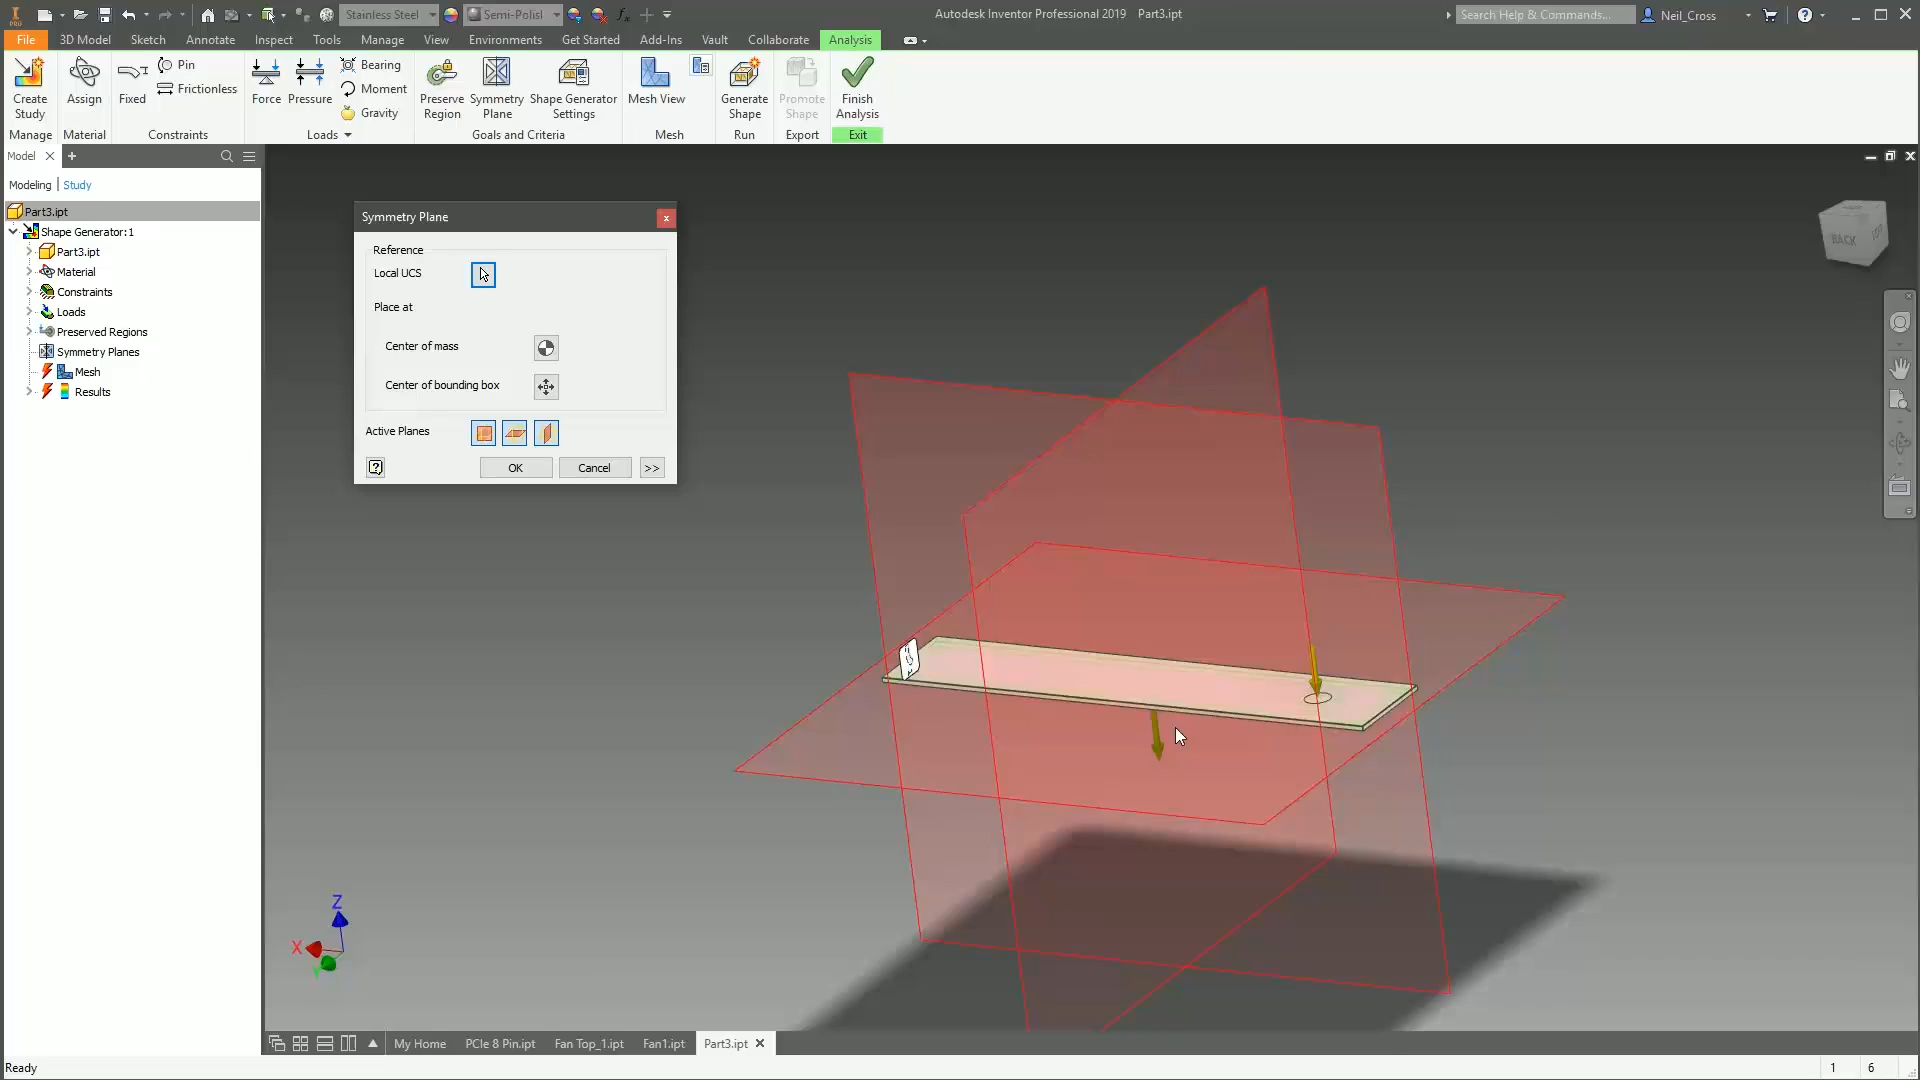 Stainless Steel
Semi-Polisl
Autodesk Inventor Professional 2019 Part3.ipt
Search Help & Commands...
Neil_Cross
File 3D Model Sketch Annotate Inspect Tools Manage View Environments Get Started Add-Ins Vault Collaborate Analysis
Create Study
Assign
Fixed
Pin
Frictionless
Force
Pressure
Bearing
Moment
Gravity
Preserve Region
Symmetry Plane
Shape Generator Settings
Mesh View
Generate Shape
Promote Shape
Finish Analysis
Manage Material Constraints Loads Goals and Criteria Mesh Run Export Exit
Model
Modeling Study
Part3.ipt
Shape Generator:1
Part3.ipt
Material
Constraints
Loads
Preserved Regions
Symmetry Planes
Mesh
Results
Symmetry Plane
Reference
Local UCS
Place at
Center of mass
Center of bounding box
Active Planes
OK Cancel >>
BACK
Z
X
Y
My Home PCIe 8 Pin.ipt Fan Top_1.ipt Fan1.ipt Part3.ipt
Ready
1 6